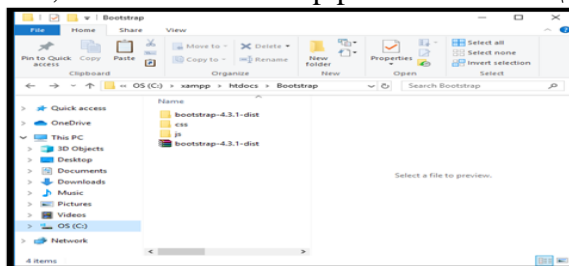 Bootstrap
File Home Share View
Pin to Quick access
Copy
Paste
Move to
Copy to
Delete
Rename
New folder
Properties
Select all
Select none
Invert selection
Clipboard Organize New Open Select
OS (C:) > xampp > htdocs > Bootstrap
Search Bootstrap
Quick access
OneDrive
This PC
3D Objects
Desktop
Documents
Downloads
Music
Pictures
Videos
OS (C:)
Network
Name
bootstrap-4.3.1-dist
css
js
bootstrap-4.3.1-dist
Select a file to preview.
4 items